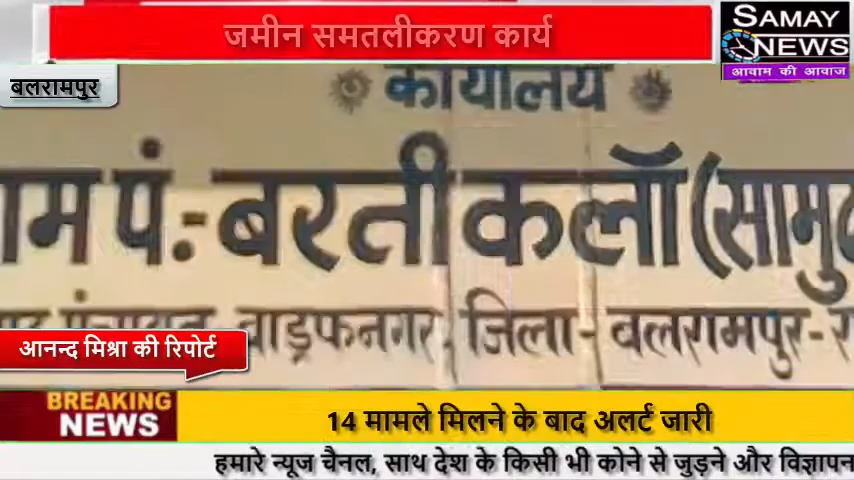 जमीन समतलीकरण कार्य
SAMAY
NEWS
आवाम की आवाज
बलरामपुर
कार्यालय
पं.:-बरतीकलॉ (सामु
वाड्रफनगर, जिला- बलरामपुर-
आनन्द मिश्रा की रिपोर्ट
BREAKING
NEWS
14 मामले मिलने के बाद अलर्ट जारी
हमारे न्यूज चैनल, साथ देश के किसी भी कोने से जुड़ने और विज्ञापन